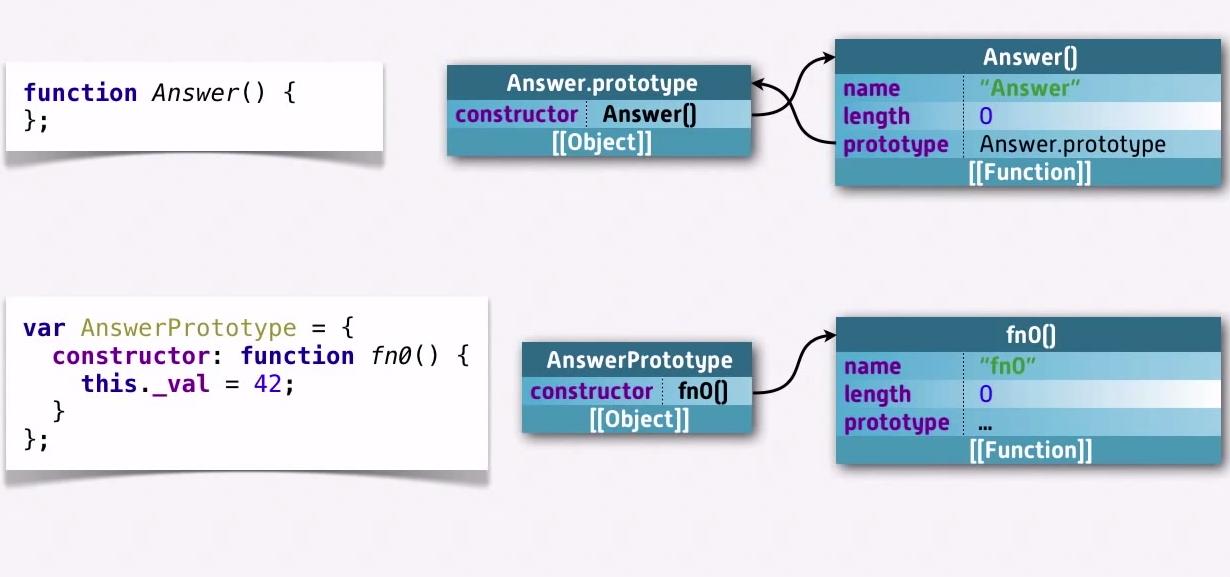 function Answer() {
};
Answer.prototype
constructor Answer()
[[Object]]
Answer()
name "Answer"
length 0
prototype Answer.prototype
[[Function]]
var AnswerPrototype = {
constructor: function fn0() {
this._val = 42;
}
};
AnswerPrototype
constructor fn0()
[[Object]]
fn0()
name "fn0"
length 0
prototype ...
[[Function]]